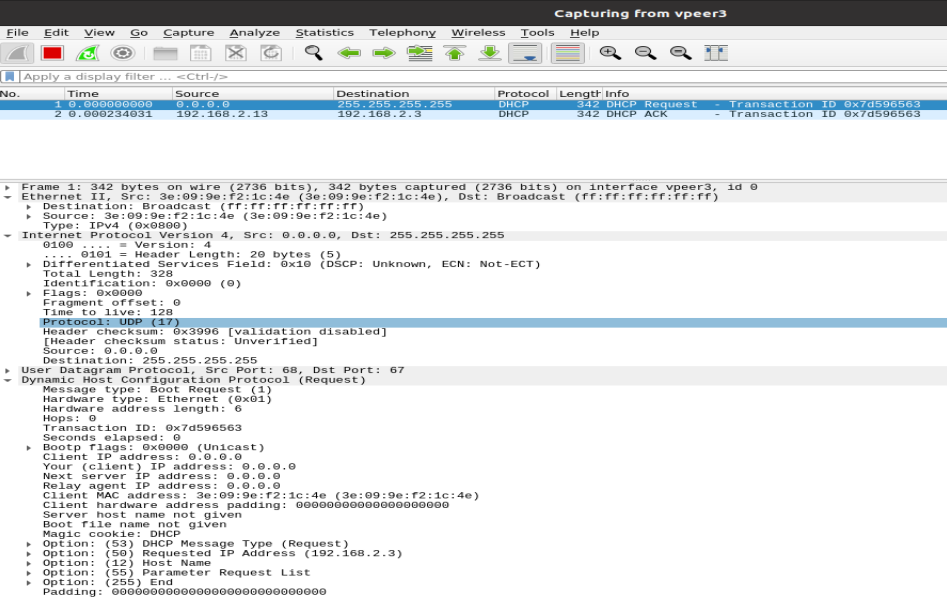 Capturing from vpeer3
File Edit View Go Capture Analyze Statistics Telephony Wireless Tools Help
Apply a display filter ... <Ctrl-/>
No. Time Source Destination Protocol Length Info
1 0.000000000 0.0.0.0 255.255.255.255 DHCP 342 DHCP Request - Transaction ID 0x7d596563
2 0.000234031 192.168.2.13 192.168.2.3 DHCP 342 DHCP ACK - Transaction ID 0x7d596563
Frame 1: 342 bytes on wire (2736 bits), 342 bytes captured (2736 bits) on interface vpeer3, id 0
Ethernet II, Src: 3e:09:9e:f2:1c:4e (3e:09:9e:f2:1c:4e), Dst: Broadcast (ff:ff:ff:ff:ff:ff)
Destination: Broadcast (ff:ff:ff:ff:ff:ff)
Source: 3e:09:9e:f2:1c:4e (3e:09:9e:f2:1c:4e)
Type: IPv4 (0x0800)
Internet Protocol Version 4, Src: 0.0.0.0, Dst: 255.255.255.255
0100 .... = Version: 4
.... 0101 = Header Length: 20 bytes (5)
Differentiated Services Field: 0x10 (DSCP: Unknown, ECN: Not-ECT)
Total Length: 328
Identification: 0x0000 (0)
Flags: 0x0000
Fragment offset: 0
Time to live: 128
Protocol: UDP (17)
Header checksum: 0x3996 [validation disabled]
[Header checksum status: Unverified]
Source: 0.0.0.0
Destination: 255.255.255.255
User Datagram Protocol, Src Port: 68, Dst Port: 67
Dynamic Host Configuration Protocol (Request)
Message type: Boot Request (1)
Hardware type: Ethernet (0x01)
Hardware address length: 6
Hops: 0
Transaction ID: 0x7d596563
Seconds elapsed: 0
Bootp flags: 0x0000 (Unicast)
Client IP address: 0.0.0.0
Your (client) IP address: 0.0.0.0
Next server IP address: 0.0.0.0
Relay agent IP address: 0.0.0.0
Client MAC address: 3e:09:9e:f2:1c:4e (3e:09:9e:f2:1c:4e)
Client hardware address padding: 00000000000000000000
Server host name not given
Boot file name not given
Magic cookie: DHCP
Option: (53) DHCP Message Type (Request)
Option: (50) Requested IP Address (192.168.2.3)
Option: (12) Host Name
Option: (55) Parameter Request List
Option: (255) End
Padding: 0000000000000000000000000000